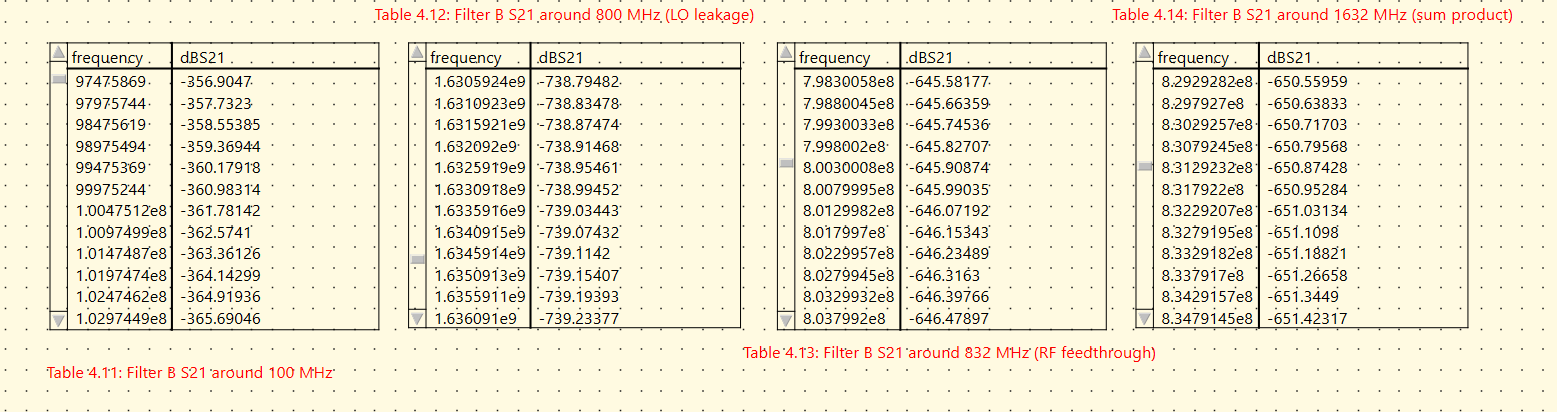 Table 4.12: Filter B S21 around 800 MHz (LO leakage)
Table 4.14: Filter B S21 around 1632 MHz (sum product)
frequency dBS21
97475869 -356.9047
97975744 -357.7323
98475619 -358.55385
98975494 -359.36944
99475369 -360.17918
99975244 -360.98314
1.0047512e8 -361.78142
1.0097499e8 -362.5741
1.0147487e8 -363.36126
1.0197474e8 -364.14299
1.0247462e8 -364.91936
1.0297449e8 -365.69046
frequency dBS21
1.6305924e9 -738.79482
1.6310923e9 -738.83478
1.6315921e9 -738.87474
1.632092e9 -738.91468
1.6325919e9 -738.95461
1.6330918e9 -738.99452
1.6335916e9 -739.03443
1.6340915e9 -739.07432
1.6345914e9 -739.1142
1.6350913e9 -739.15407
1.6355911e9 -739.19393
1.636091e9 -739.23377
frequency dBS21
7.9830058e8 -645.58177
7.9880045e8 -645.66359
7.9930033e8 -645.74536
7.998002e8 -645.82707
8.0030008e8 -645.90874
8.0079995e8 -645.99035
8.0129982e8 -646.07192
8.017997e8 -646.15343
8.0229957e8 -646.23489
8.0279945e8 -646.3163
8.0329932e8 -646.39766
8.037992e8 -646.47897
frequency dBS21
8.2929282e8 -650.55959
8.297927e8 -650.63833
8.3029257e8 -650.71703
8.3079245e8 -650.79568
8.3129232e8 -650.87428
8.317922e8 -650.95284
8.3229207e8 -651.03134
8.3279195e8 -651.1098
8.3329182e8 -651.18821
8.337917e8 -651.26658
8.3429157e8 -651.3449
8.3479145e8 -651.42317
Table 4.13: Filter B S21 around 832 MHz (RF feedthrough)
Table 4.11: Filter B S21 around 100 MHz